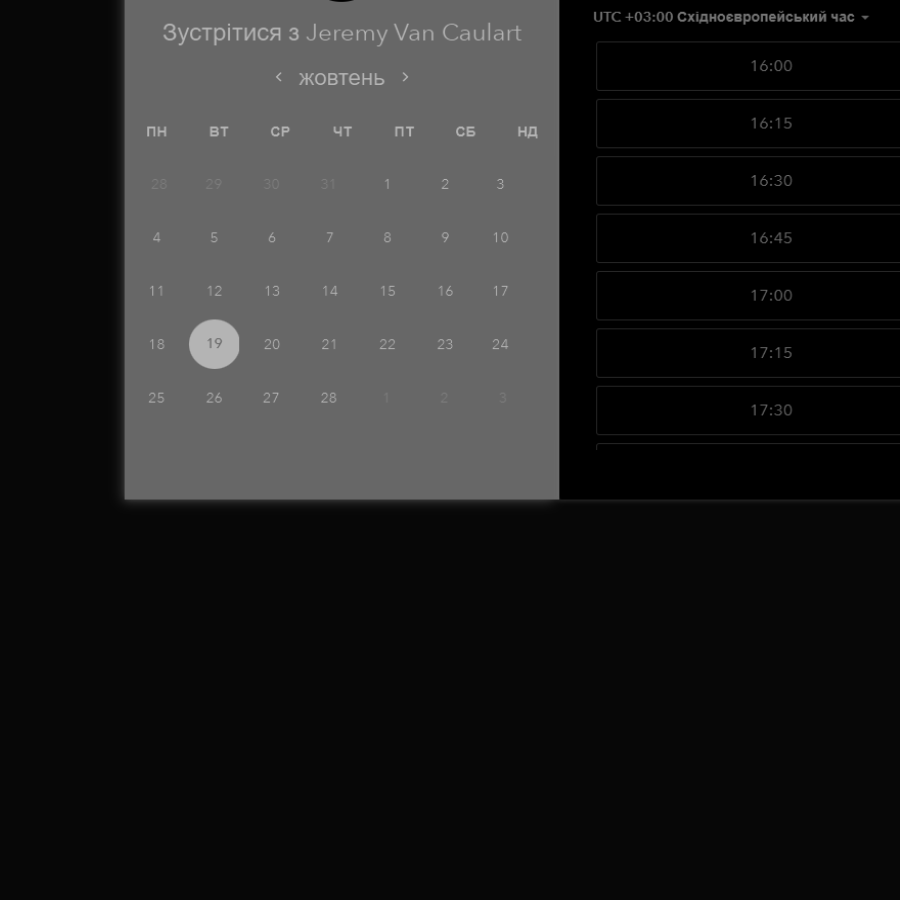 Зустрітися з Jeremy Van Caulart
жовтень
ПН ВТ СР ЧТ ПТ СБ НД
28 29 30 31 1 2 3
4 5 6 7 8 9 10
11 12 13 14 15 16 17
18 19 20 21 22 23 24
25 26 27 28 1 2 3
UTC +03:00 Східноєвропейський час
16:00
16:15
16:30
16:45
17:00
17:15
17:30